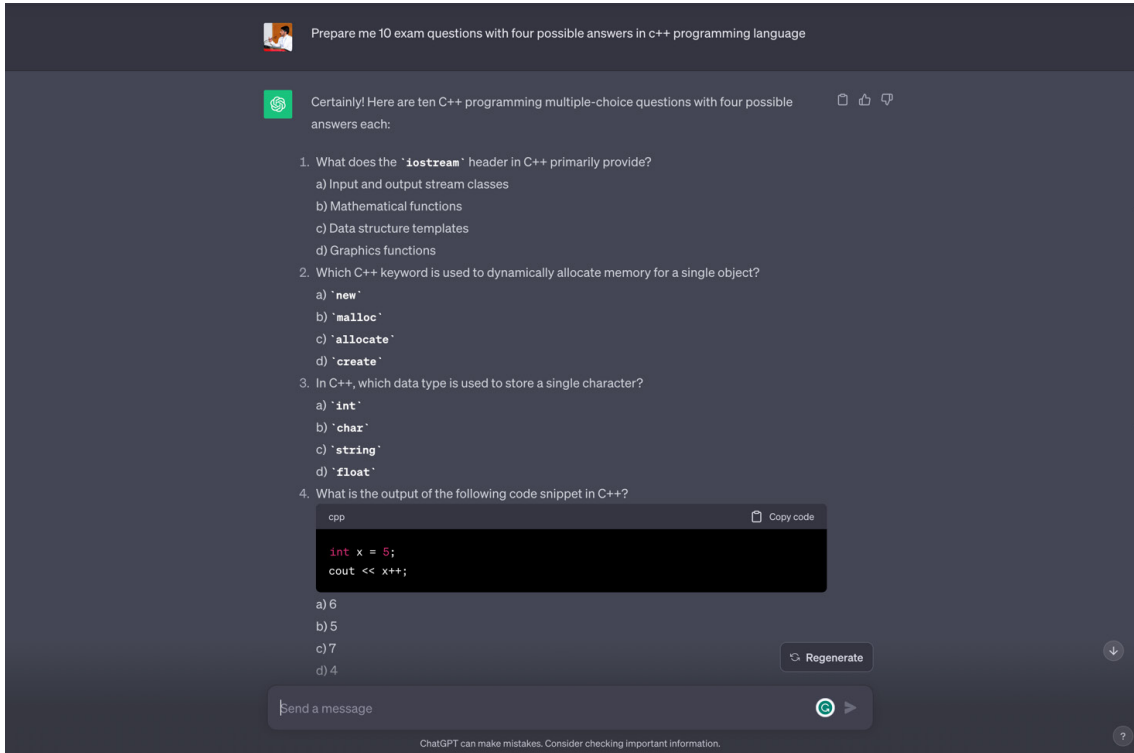 Prepare me 10 exam questions with four possible answers in c++ programming language
Certainly! Here are ten C++ programming multiple-choice questions with four possible
answers each:
1. What does the `iostream` header in C++ primarily provide?
a) Input and output stream classes
b) Mathematical functions
c) Data structure templates
d) Graphics functions
2. Which C++ keyword is used to dynamically allocate memory for a single object?
a) `new`
b) `malloc`
c) `allocate`
d) `create`
3. In C++, which data type is used to store a single character?
a) `int`
b) `char`
c) `string`
d) `float`
4. What is the output of the following code snippet in C++?
cpp Copy code
int x = 5;
cout << x++;
a) 6
b) 5
c) 7
d) 4
Regenerate
Send a message
ChatGPT can make mistakes. Consider checking important information.
?